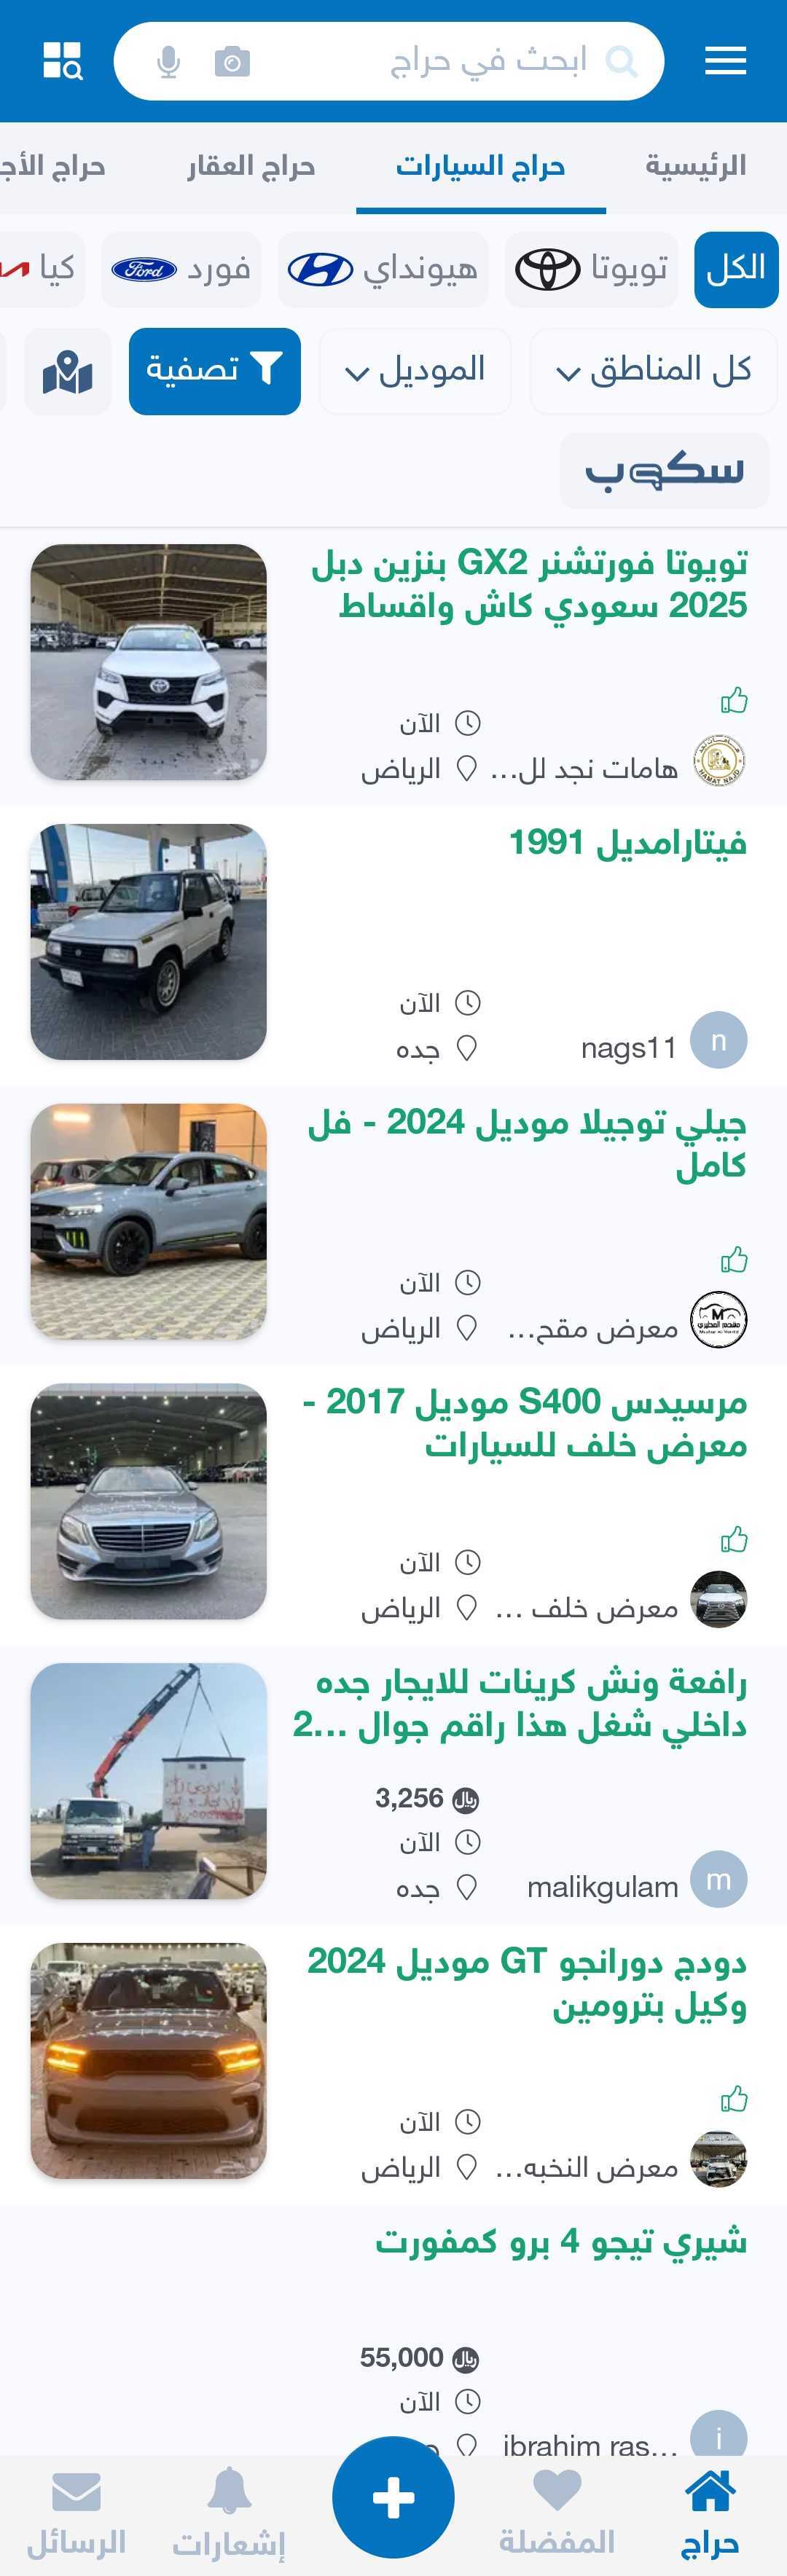 ابحث في حراج
الرئيسية
حراج السيارات
حراج العقار
حراج الأج
الكل
تويوتا
هيونداي
فورد
Ford
كيا
كل المناطق
الموديل
تصفية
سكوب
تويوتا فورتشنر GX2 بنزين دبل
2025 سعودي كاش واقساط
الآن
هامات نجد لل...
HAMAT NAJD
الرياض
فيتارامديل 1991
الآن
n
nags11
جده
جيلي توجيلا موديل 2024 - فل
كامل
الآن
معرض مقح...
الرياض
مرسيدس S400 موديل 2017 -
معرض خلف للسيارات
الآن
معرض خلف ...
الرياض
رافعة ونش كرينات للايجار جده
داخلي شغل هذا راقم جوال ...2
ريال 3,256
الآن
m
malikgulam
جده
دودج دورانجو GT موديل 2024
وكيل بترومين
الآن
معرض النخبه...
الرياض
شيري تيجو 4 برو كمفورت
ريال 55,000
الآن
i
ibrahim ras...
حراج
المفضلة
إشعارات
الرسائل